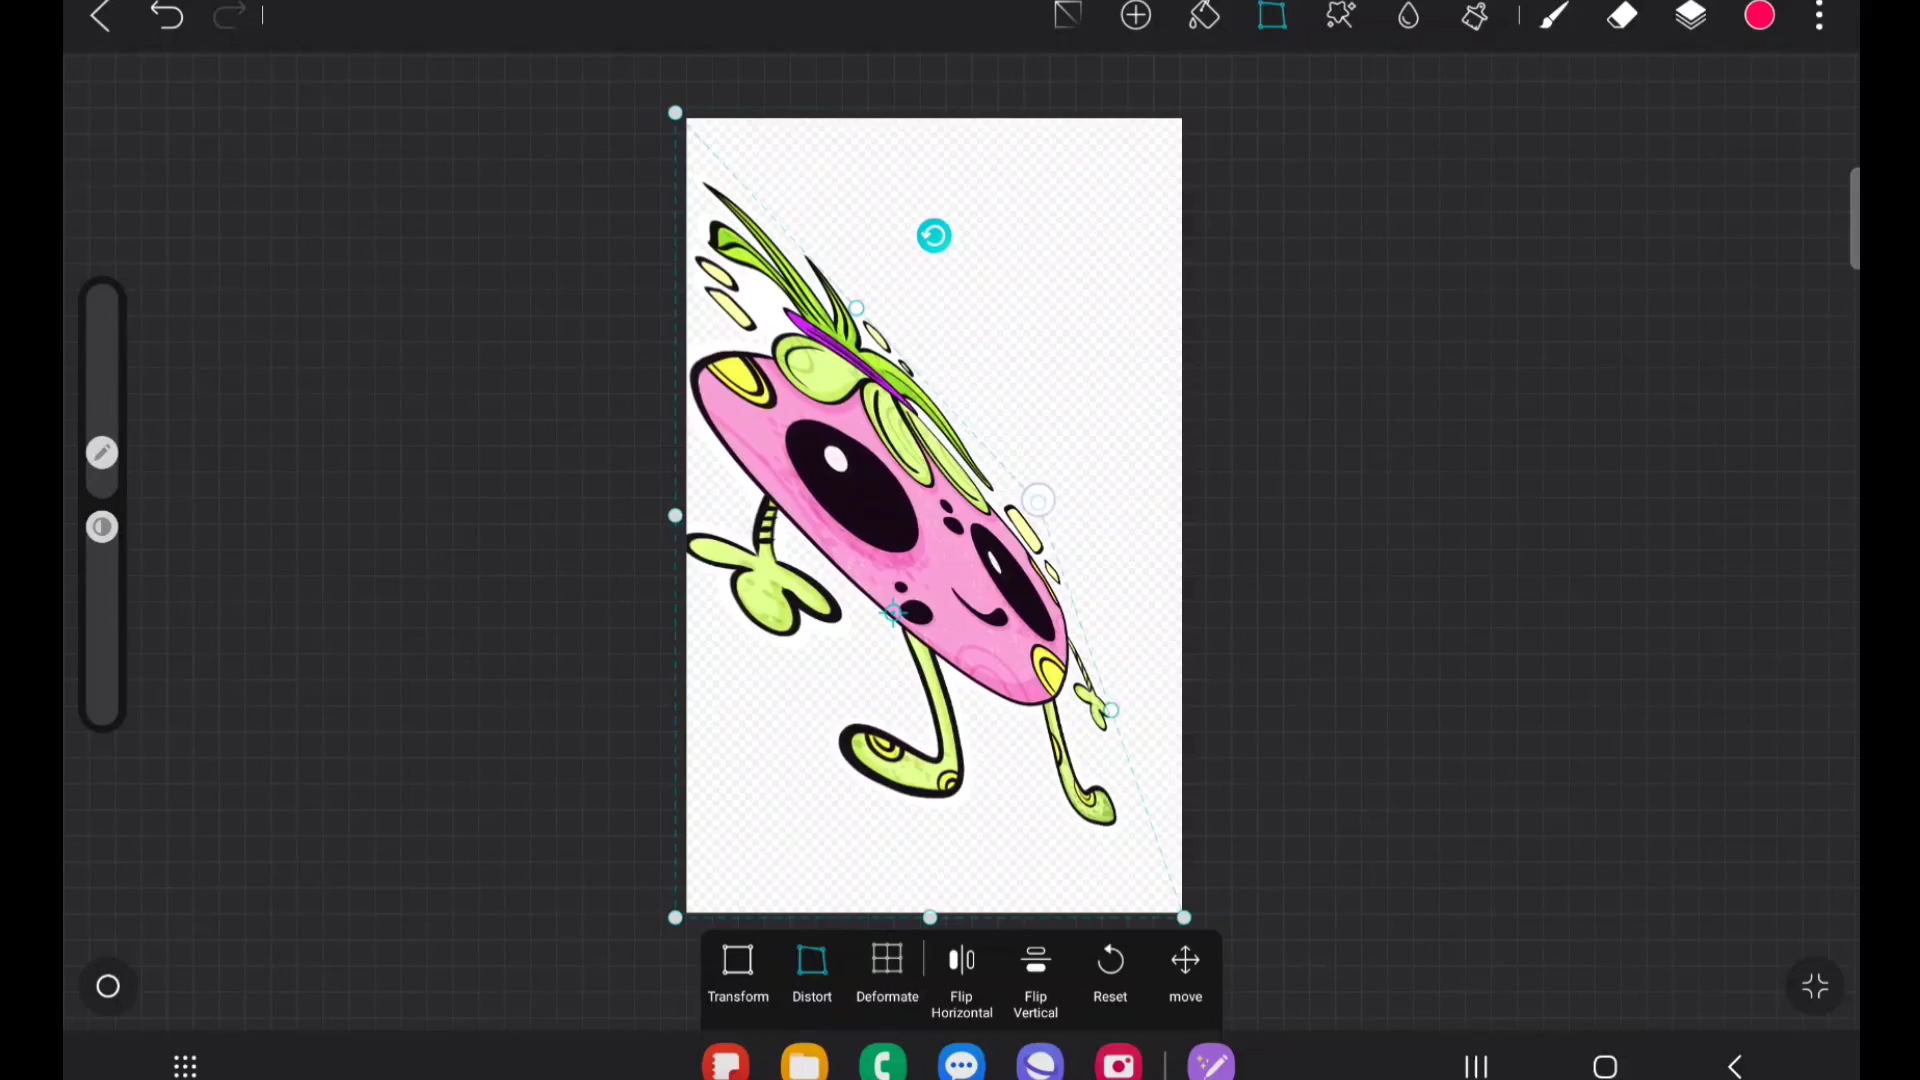 Transform
Distort
Deformate
Flip
Horizontal
Flip
Vertical
Reset
move